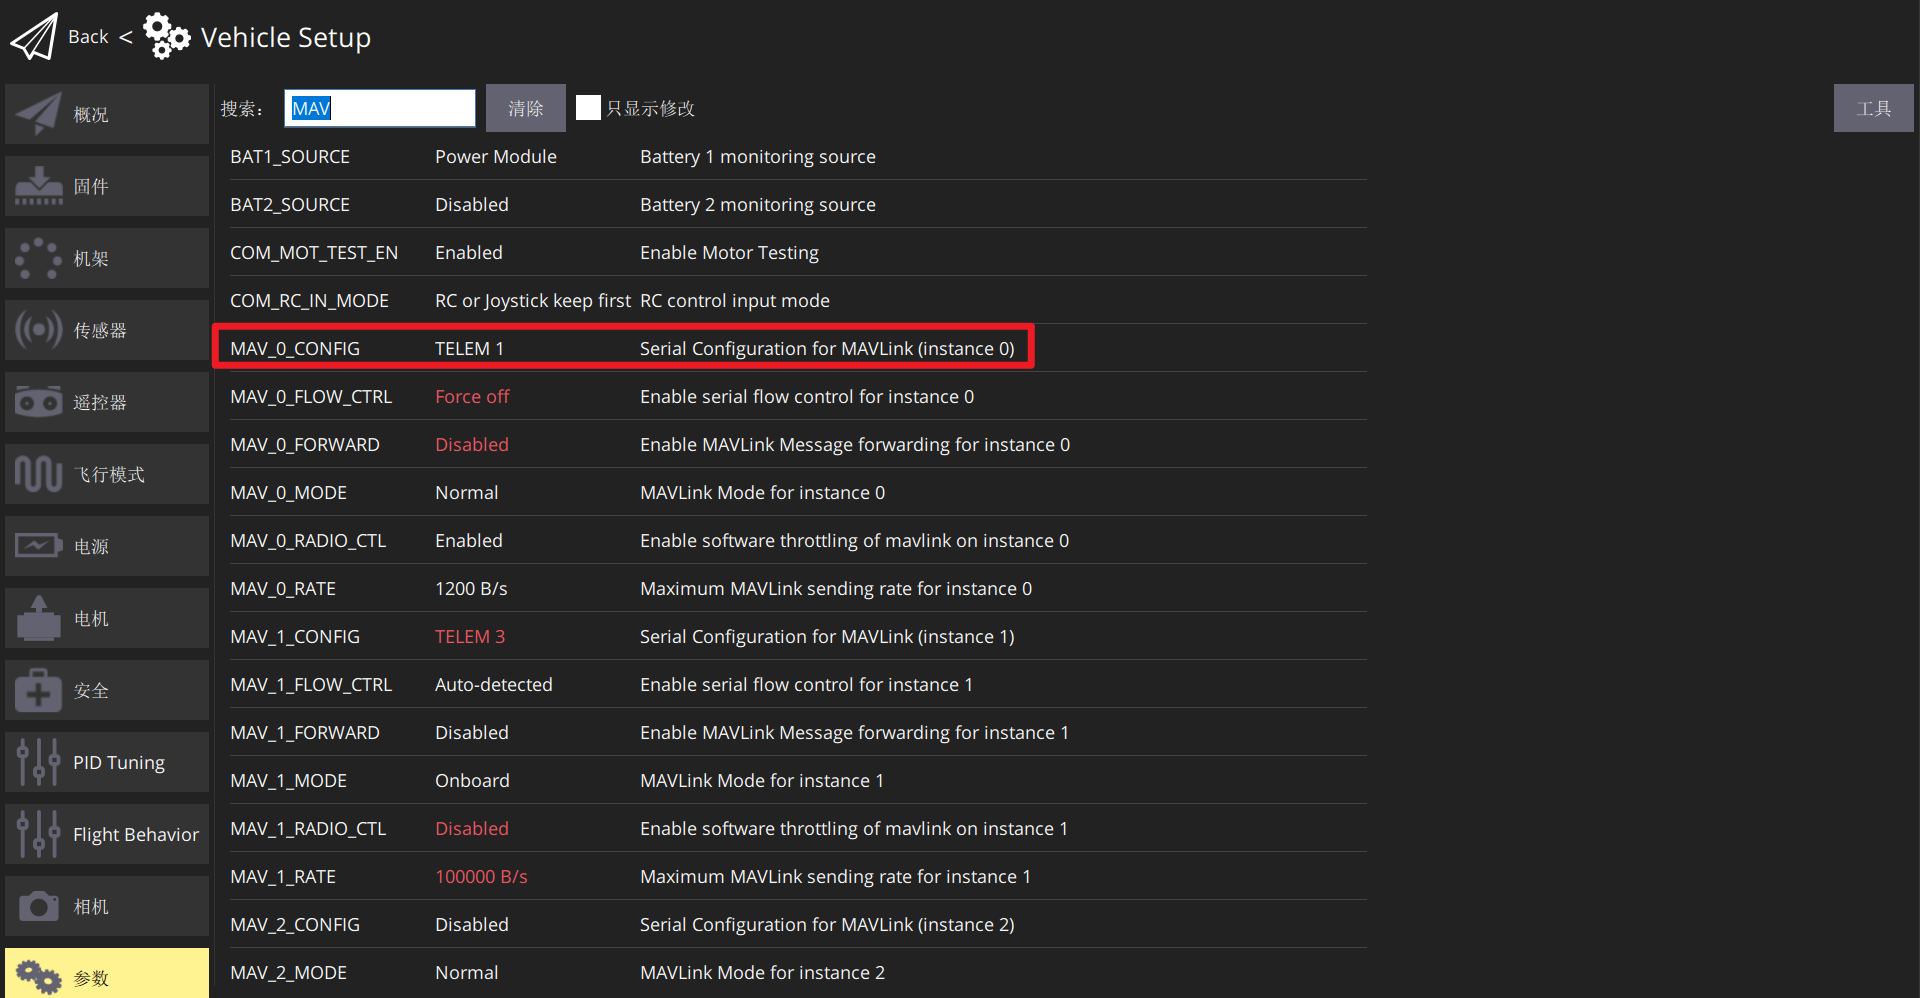 Back < Vehicle Setup
概况
固件
机架
传感器
遥控器
飞行模式
电源
电机
安全
PID Tuning
Flight Behavior
相机
参数
搜索： MAV 清除 只显示修改 工具
BAT1_SOURCE Power Module Battery 1 monitoring source
BAT2_SOURCE Disabled Battery 2 monitoring source
COM_MOT_TEST_EN Enabled Enable Motor Testing
COM_RC_IN_MODE RC or Joystick keep first RC control input mode
MAV_0_CONFIG TELEM 1 Serial Configuration for MAVLink (instance 0)
MAV_0_FLOW_CTRL Force off Enable serial flow control for instance 0
MAV_0_FORWARD Disabled Enable MAVLink Message forwarding for instance 0
MAV_0_MODE Normal MAVLink Mode for instance 0
MAV_0_RADIO_CTL Enabled Enable software throttling of mavlink on instance 0
MAV_0_RATE 1200 B/s Maximum MAVLink sending rate for instance 0
MAV_1_CONFIG TELEM 3 Serial Configuration for MAVLink (instance 1)
MAV_1_FLOW_CTRL Auto-detected Enable serial flow control for instance 1
MAV_1_FORWARD Disabled Enable MAVLink Message forwarding for instance 1
MAV_1_MODE Onboard MAVLink Mode for instance 1
MAV_1_RADIO_CTL Disabled Enable software throttling of mavlink on instance 1
MAV_1_RATE 100000 B/s Maximum MAVLink sending rate for instance 1
MAV_2_CONFIG Disabled Serial Configuration for MAVLink (instance 2)
MAV_2_MODE Normal MAVLink Mode for instance 2